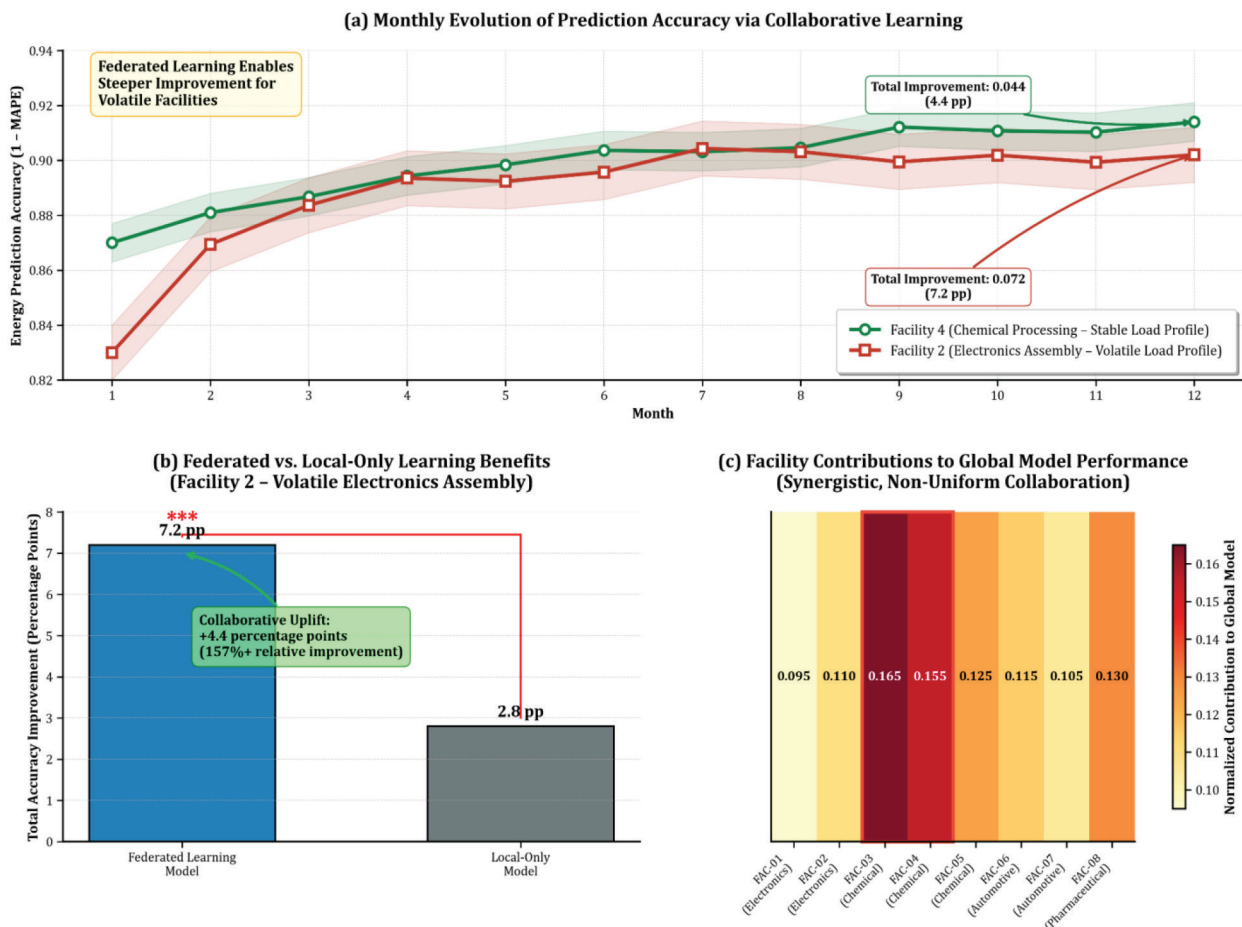 (a) Monthly Evolution of Prediction Accuracy via Collaborative Learning
Energy Prediction Accuracy (1 – MAPE)
0.94
0.92
0.90
0.88
0.86
0.84
0.82
Federated Learning Enables
Steeper Improvement for
Volatile Facilities
Total Improvement: 0.044
(4.4 pp)
Total Improvement: 0.072
(7.2 pp)
Facility 4 (Chemical Processing – Stable Load Profile)
Facility 2 (Electronics Assembly – Volatile Load Profile)
1 2 3 4 5 6 7 8 9 10 11 12
Month
(b) Federated vs. Local-Only Learning Benefits
(Facility 2 – Volatile Electronics Assembly)
Total Accuracy Improvement (Percentage Points)
8
7
6
5
4
3
2
1
0
***
7.2 pp
Collaborative Uplift:
+4.4 percentage points
(157%+ relative improvement)
2.8 pp
Federated Learning
Model
Local-Only
Model
(c) Facility Contributions to Global Model Performance
(Synergistic, Non-Uniform Collaboration)
0.095 0.110 0.165 0.155 0.125 0.115 0.105 0.130
FAC-01
(Electronics)
FAC-02
(Electronics)
FAC-03
(Chemical)
FAC-04
(Chemical)
FAC-05
(Chemical)
FAC-06
(Automotive)
FAC-07
(Automotive)
FAC-08
(Pharmaceutical)
0.16
0.15
0.14
0.13
0.12
0.11
0.10
Normalized Contribution to Global Model